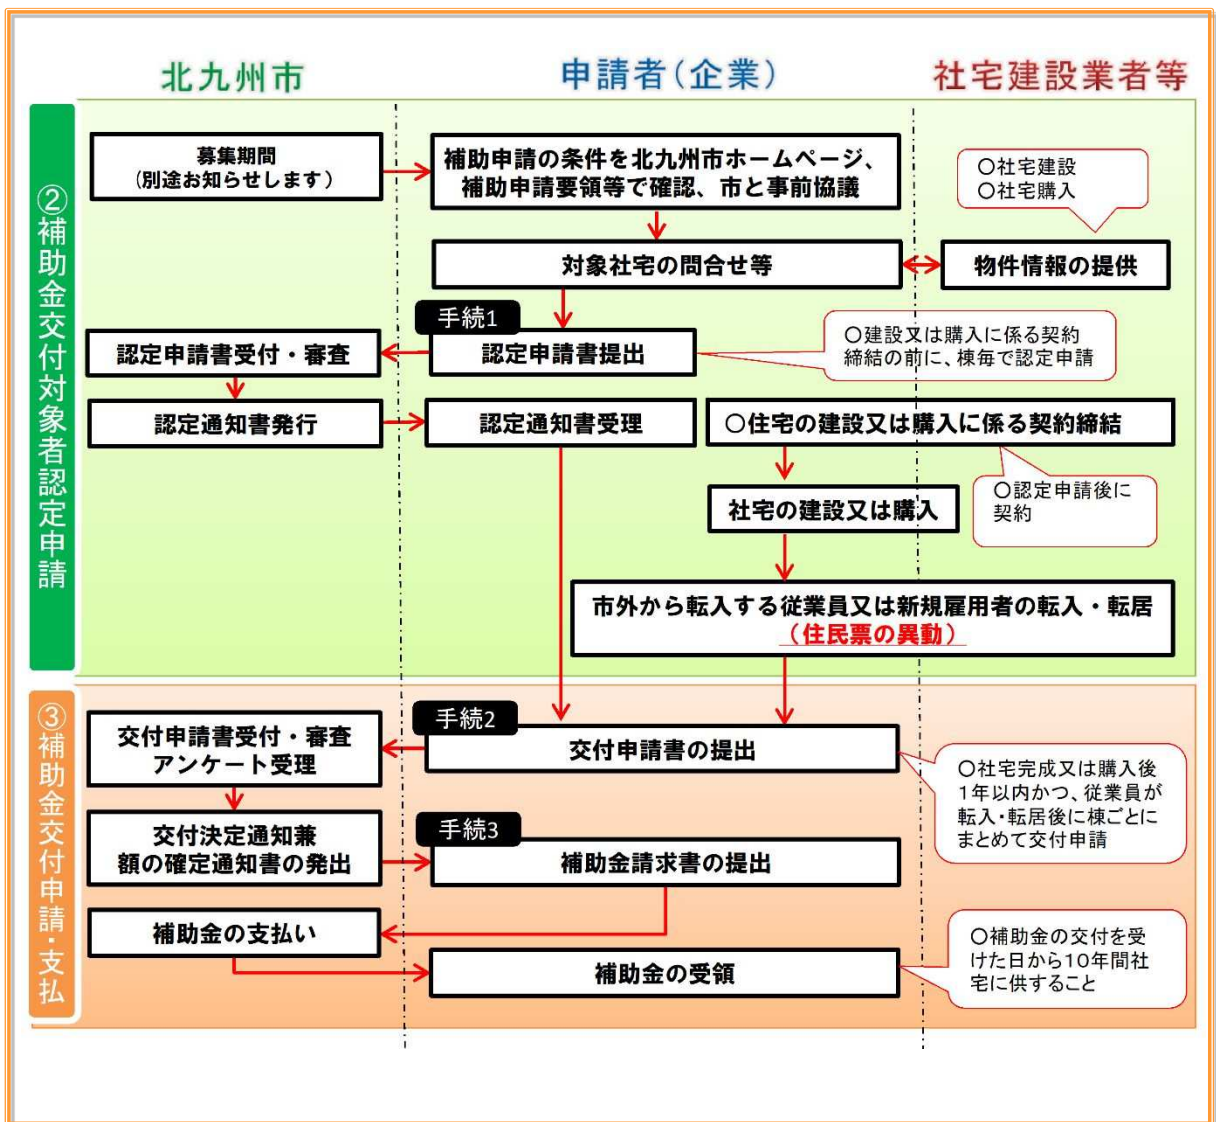 北九州市
申請者(企業)
社宅建設業者等
②補助金交付対象者認定申請
募集期間
(別途お知らせします)
補助申請の条件を北九州市ホームページ、
補助申請要領等で確認、市と事前協議
〇社宅建設
〇社宅購入
対象社宅の問合せ等
物件情報の提供
手続1
認定申請書受付・審査
認定申請書提出
〇建設又は購入に係る契約
締結の前に、棟毎で認定申請
認定通知書発行
認定通知書受理
〇住宅の建設又は購入に係る契約締結
〇認定申請後に
契約
社宅の建設又は購入
市外から転入する従業員又は新規雇用者の転入・転居
(住民票の異動)
③補助金交付申請・支払
手続2
交付申請書受付・審査
アンケート受理
交付申請書の提出
〇社宅完成又は購入後
1年以内かつ、従業員が
転入・転居後に棟ごとに
まとめて交付申請
手続3
交付決定通知兼
額の確定通知書の発出
補助金請求書の提出
補助金の支払い
補助金の受領
〇補助金の交付を受
けた日から10年間社
宅に供すること